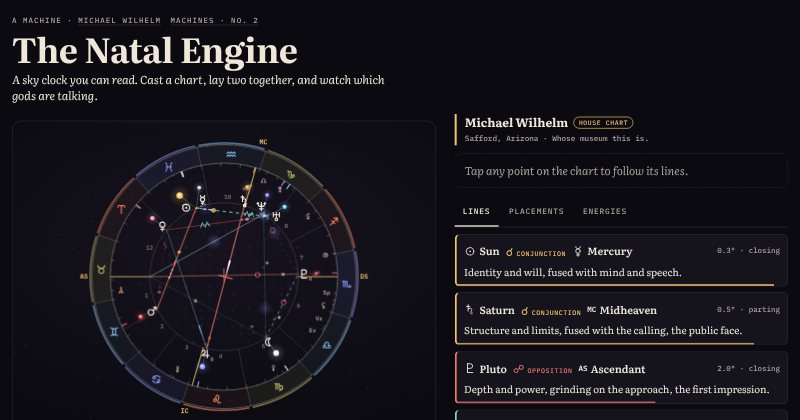 A MACHINE · MICHAEL WILHELM MACHINES · NO. 2
The Natal Engine
A sky clock you can read. Cast a chart, lay two together, and watch which
gods are talking.
MC
AS
DS
IC
10
12
1
2
Michael Wilhelm HOUSE CHART
Safford, Arizona · Whose museum this is.
Tap any point on the chart to follow its lines.
LINES PLACEMENTS ENERGIES
☉ Sun ☌ CONJUNCTION ☿ Mercury 0.3° · closing
Identity and will, fused with mind and speech.
♄ Saturn ☌ CONJUNCTION MC Midheaven 0.5° · parting
Structure and limits, fused with the calling, the public face.
♇ Pluto ☍ OPPOSITION AS Ascendant 2.0° · closing
Depth and power, grinding on the approach, the first impression.